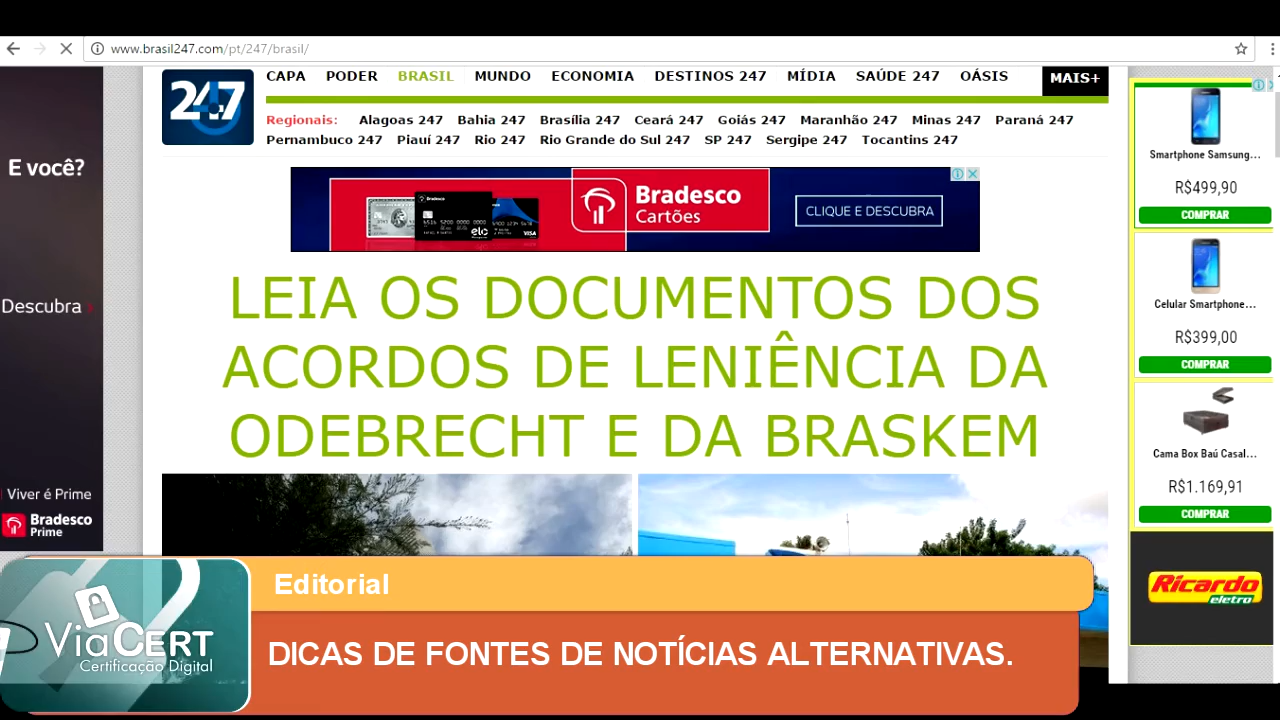 www.brasil247.com/pt/247/brasil/
247
CAPA PODER BRASIL MUNDO ECONOMIA DESTINOS 247 MÍDIA SAÚDE 247 OÁSIS MAIS+
Regionais: Alagoas 247 Bahia 247 Brasília 247 Ceará 247 Goiás 247 Maranhão 247 Minas 247 Paraná 247
Pernambuco 247 Piauí 247 Rio 247 Rio Grande do Sul 247 SP 247 Sergipe 247 Tocantins 247
E você?
Descubra
Viver é Prime
Bradesco
Prime
Bradesco
elo
VISA
Bradesco
Cartões
CLIQUE E DESCUBRA
LEIA OS DOCUMENTOS DOS
ACORDOS DE LENIÊNCIA DA
ODEBRECHT E DA BRASKEM
Smartphone Samsung...
R$499,90
COMPRAR
Celular Smartphone...
R$399,00
COMPRAR
Cama Box Baú Casal...
R$1.169,91
COMPRAR
Ricardo
eletro
ViaCERT
Certificação Digital
Editorial
DICAS DE FONTES DE NOTÍCIAS ALTERNATIVAS.